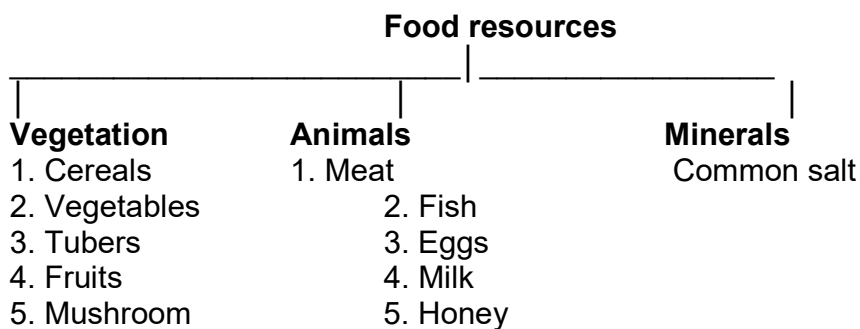 Food resources
Vegetation Animals Minerals
1. Cereals 1. Meat Common salt
2. Vegetables 2. Fish
3. Tubers 3. Eggs
4. Fruits 4. Milk
5. Mushroom 5. Honey